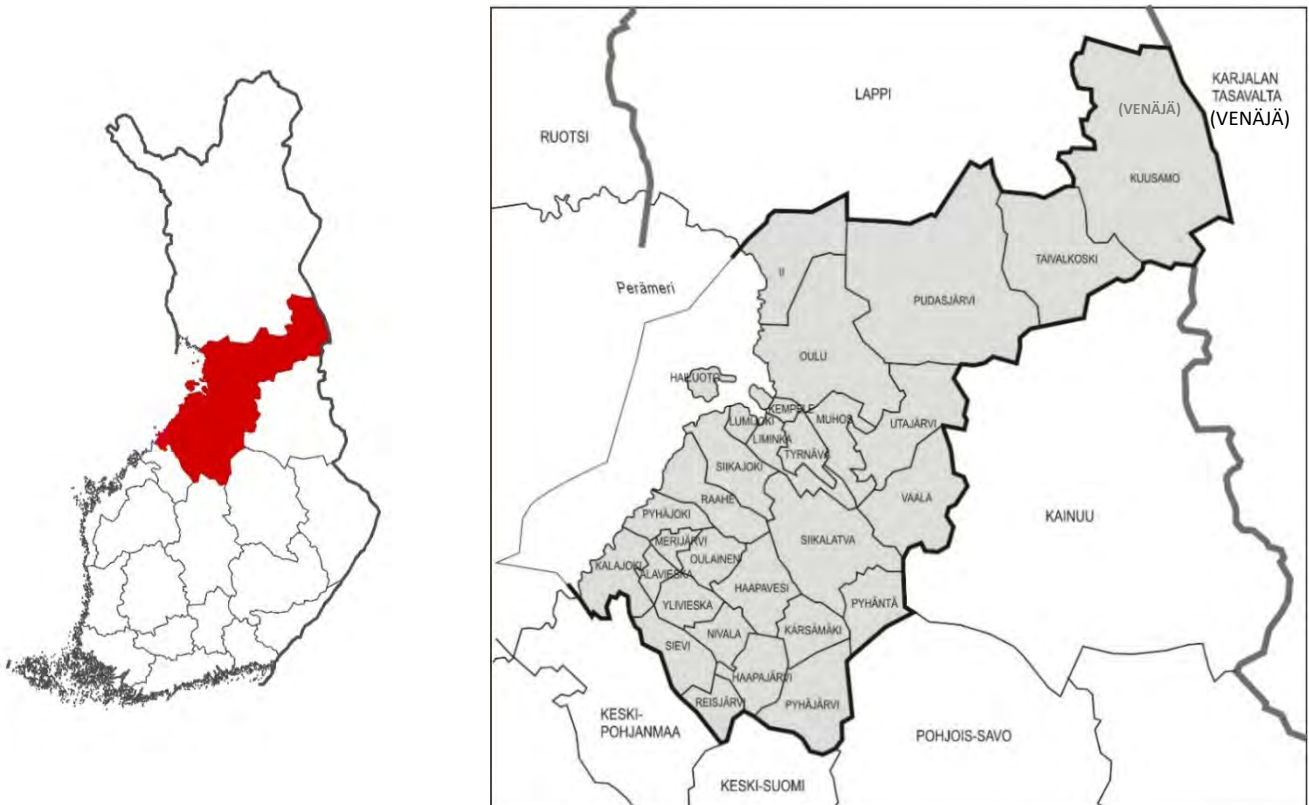 LAPPI
KARJALAN
TASAVALTA
(VENÄJÄ)
(VENÄJÄ)
RUOTSI
KUUSAMO
TAIVALKOSKI
II
Perämeri
PUDASJÄRVI
OULU
HAILUOTO
KEMPELE
LUMIJOKI
MUHOS
UTAJÄRVI
LIMINKA
TYRNÄVÄ
SIIKAJOKI
VAALA
RAAHE
PYHÄJOKI
KAINUU
MERIJÄRVI
SIIKALATVA
OULAINEN
KALAJOKI
ALAVIESKA
HAAPAVESI
YLIVIESKA
PYHÄNTÄ
NIVALA
KÄRSÄMÄKI
SIEVI
HAAPAJÄRVI
REISJÄRVI
PYHÄJÄRVI
KESKI-
POHJANMAA
POHJOIS-SAVO
KESKI-SUOMI